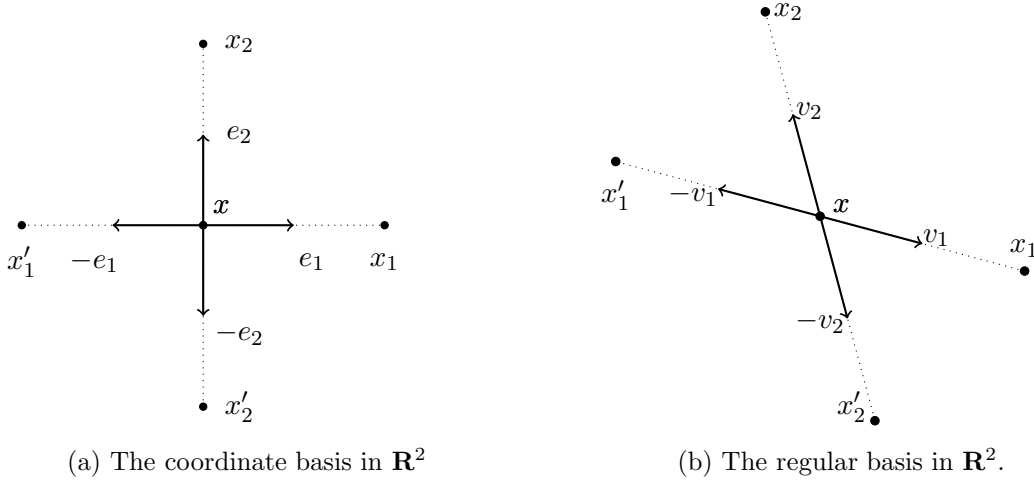 x₂
e₂
x
x′₁
−e₁
e₁
x₁
−e₂
x′₂
(a) The coordinate basis in R²
x₂
v₂
x′₁
−v₁
x
v₁
x₁
−v₂
x′₂
(b) The regular basis in R².